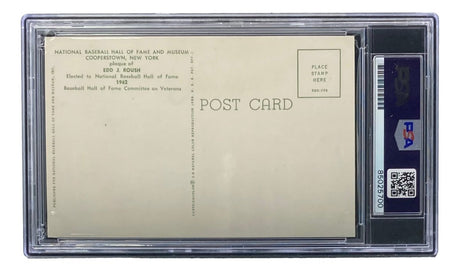 NATIONAL BASEBALL HALL OF FAME AND MUSEUM
COOPERSTOWN, NEW YORK
plaque of
EDD J. ROUSH
Elected to National Baseball Hall of Fame
1962
Baseball Hall of Fame Committee on Veterans
POST CARD
PLACE
STAMP
HERE
PSA
85025700